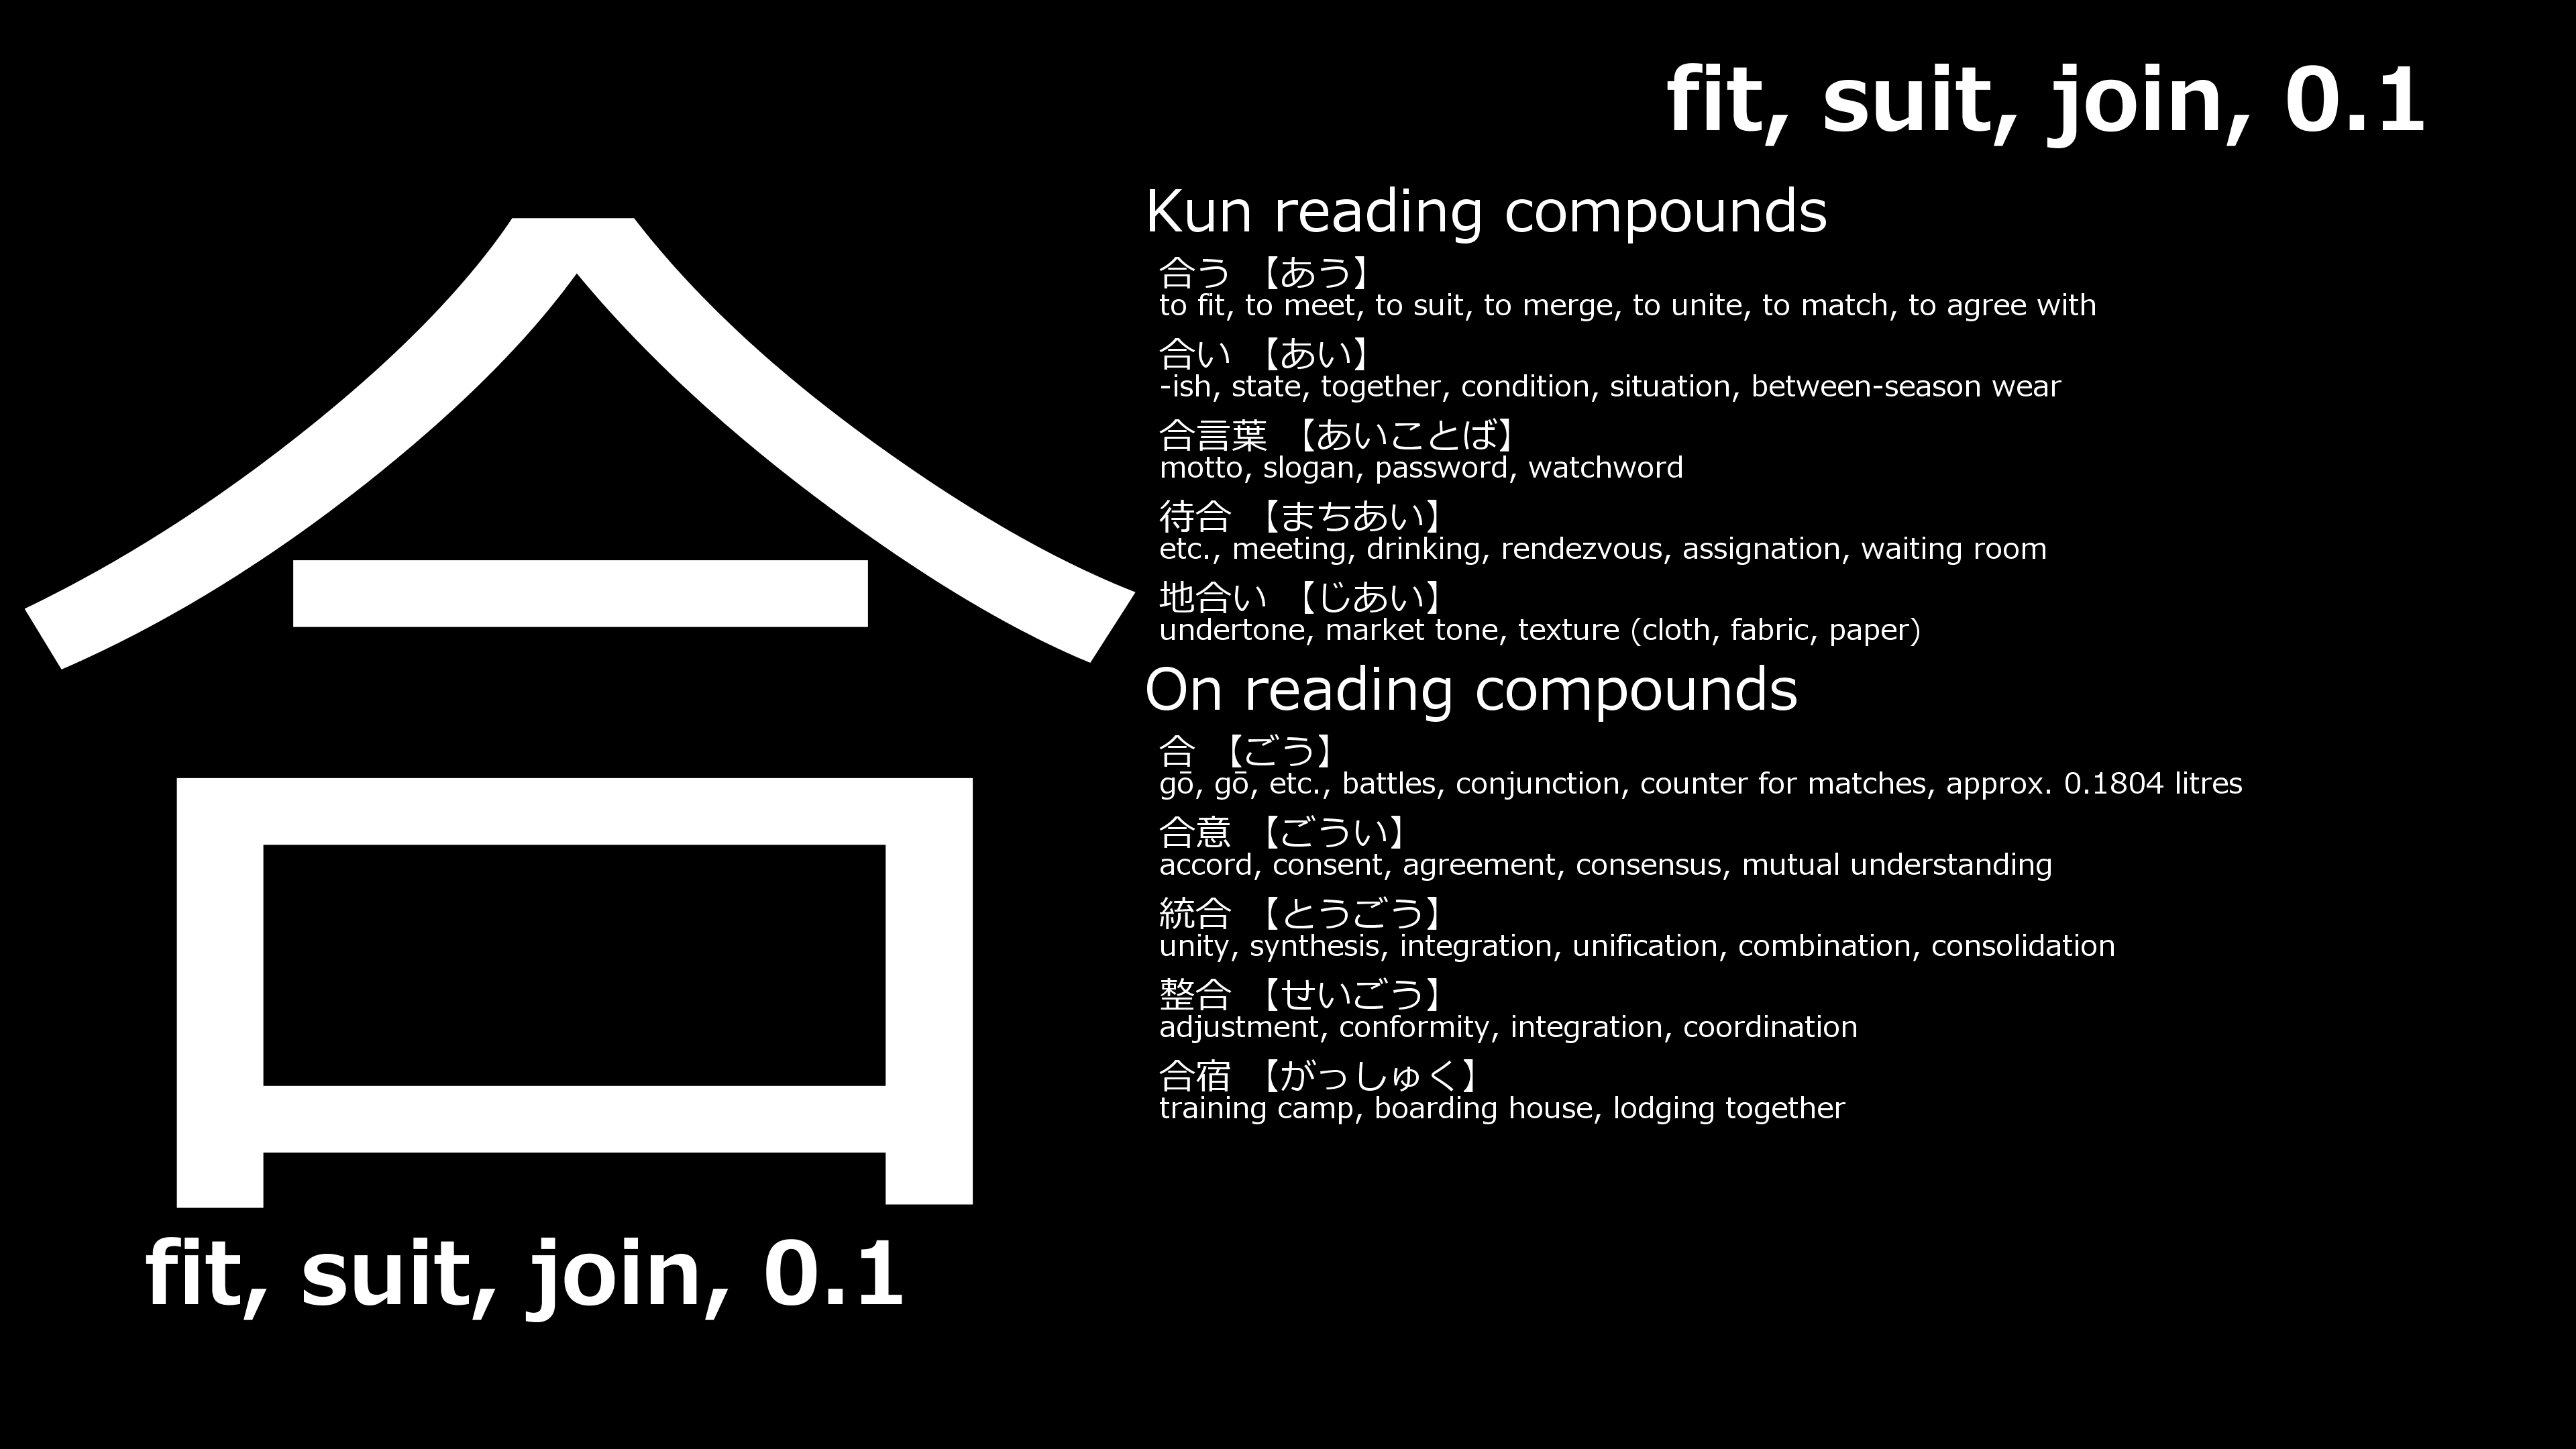 fit, suit, join, 0.1
合
fit, suit, join, 0.1
Kun reading compounds
合う 【あう】
to fit, to meet, to suit, to merge, to unite, to match, to agree with
合い 【あい】
-ish, state, together, condition, situation, between-season wear
合言葉 【あいことば】
motto, slogan, password, watchword
待合 【まちあい】
etc., meeting, drinking, rendezvous, assignation, waiting room
地合い 【じあい】
undertone, market tone, texture (cloth, fabric, paper)
On reading compounds
合 【ごう】
gō, gō, etc., battles, conjunction, counter for matches, approx. 0.1804 litres
合意 【ごうい】
accord, consent, agreement, consensus, mutual understanding
統合 【とうごう】
unity, synthesis, integration, unification, combination, consolidation
整合 【せいごう】
adjustment, conformity, integration, coordination
合宿 【がっしゅく】
training camp, boarding house, lodging together